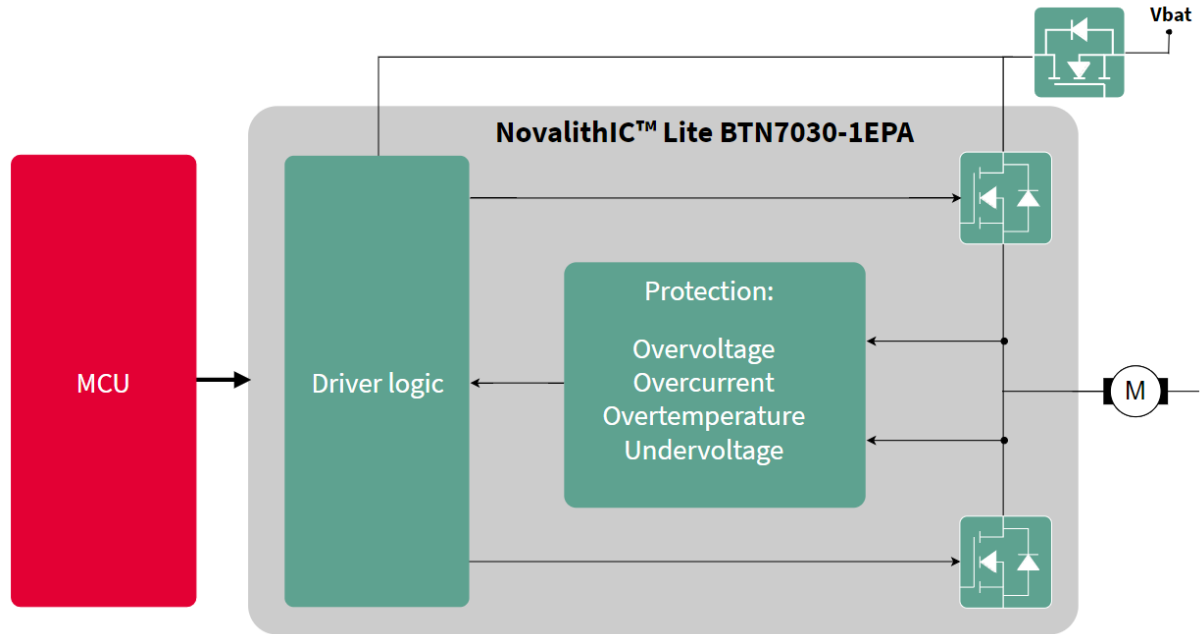 Vbat
NovalithIC™ Lite BTN7030-1EPA
MCU
Driver logic
Protection:
Overvoltage
Overcurrent
Overtemperature
Undervoltage
M